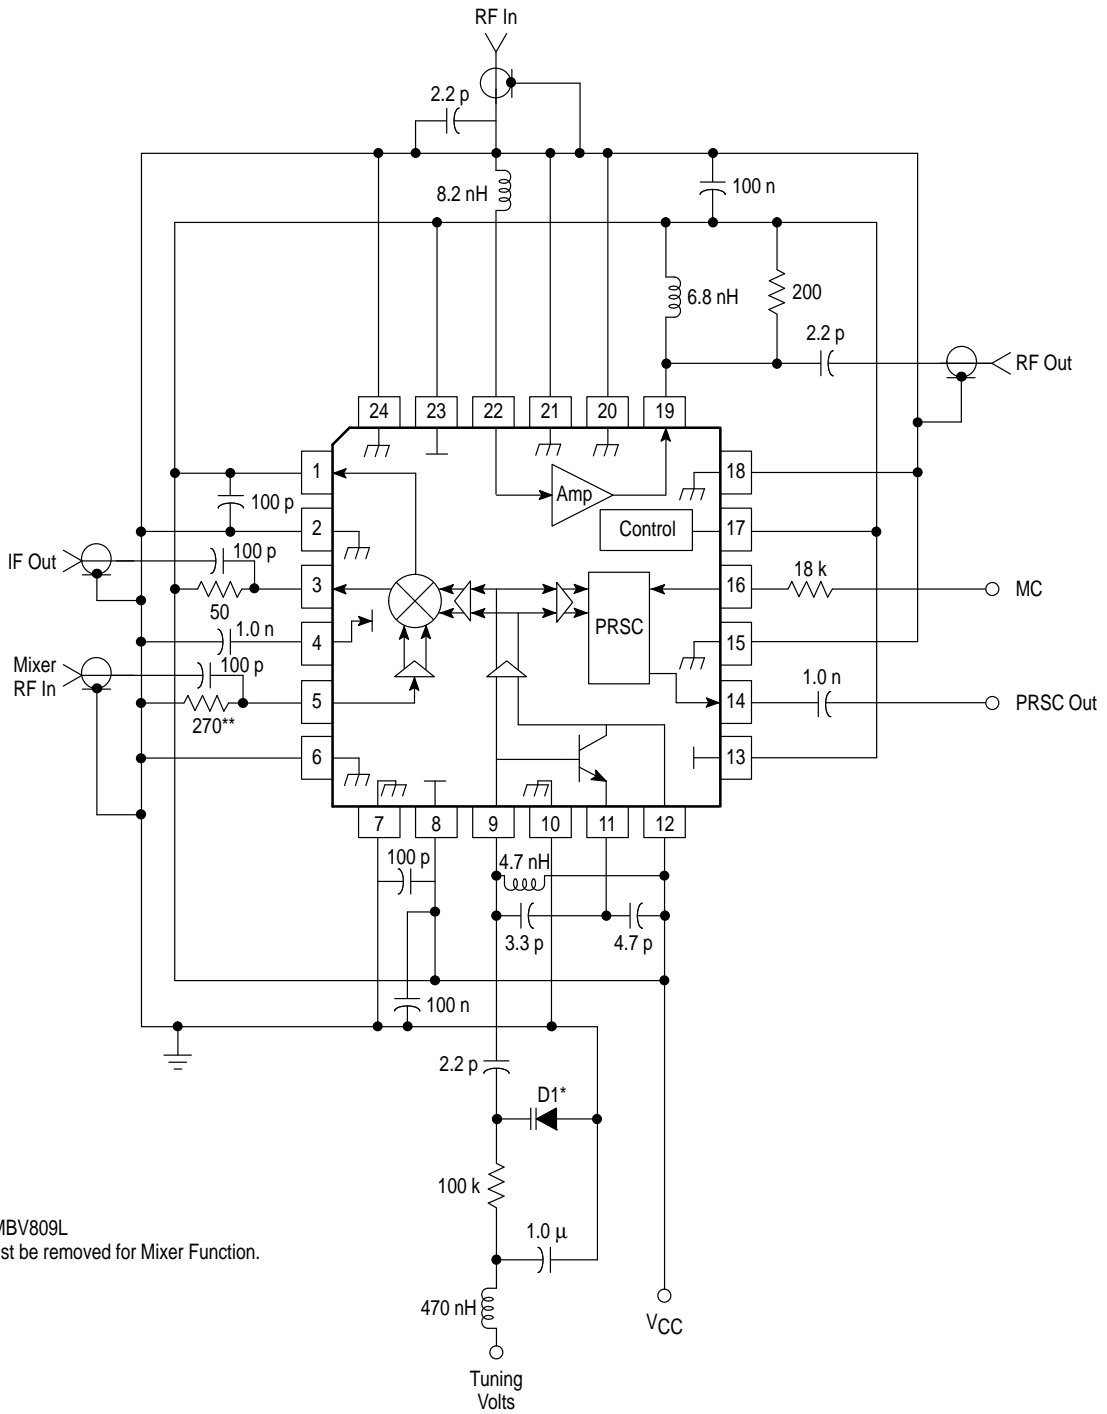 RF In
2.2 p
8.2 nH
100 n
6.8 nH
200
2.2 p
RF Out
24
23
22
21
20
19
1
100 p
Amp
18
2
Control
17
IF Out
100 p
3
50
18 k
16
MC
1.0 n
4
PRSC
15
Mixer
RF In
100 p
5
270**
1.0 n
14
PRSC Out
6
13
7
8
9
10
11
12
100 p
4.7 nH
3.3 p
4.7 p
100 n
2.2 p
D1*
100 k
1.0 µ
MBV809L
be removed for Mixer Function.
470 nH
VCC
Tuning
Volts